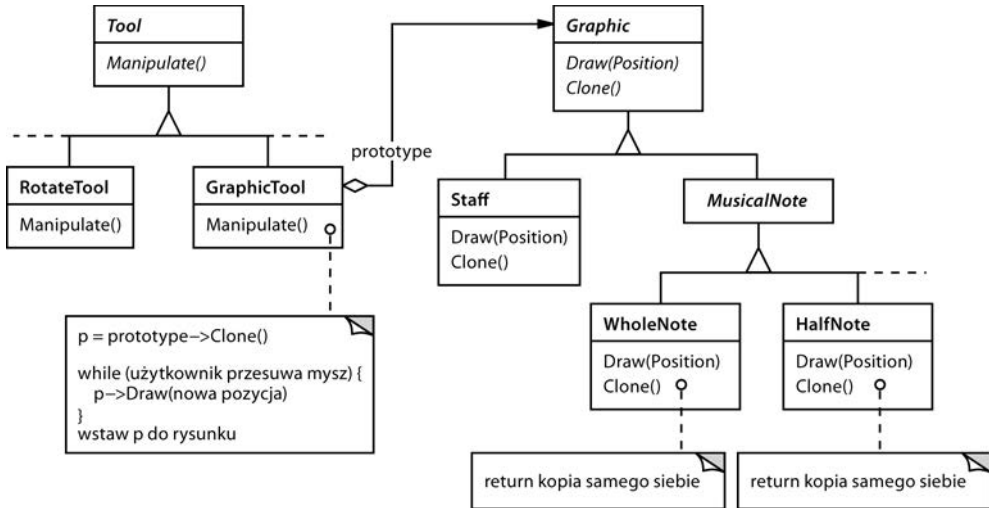 Tool
Manipulate()
Graphic
Draw(Position)
Clone()
prototype
RotateTool
Manipulate()
GraphicTool
Manipulate()
Staff
Draw(Position)
Clone()
MusicalNote
p = prototype–>Clone()
while (użytkownik przesuwa mysz) {
p–>Draw(nowa pozycja)
}
wstaw p do rysunku
WholeNote
Draw(Position)
Clone()
HalfNote
Draw(Position)
Clone()
return kopia samego siebie
return kopia samego siebie